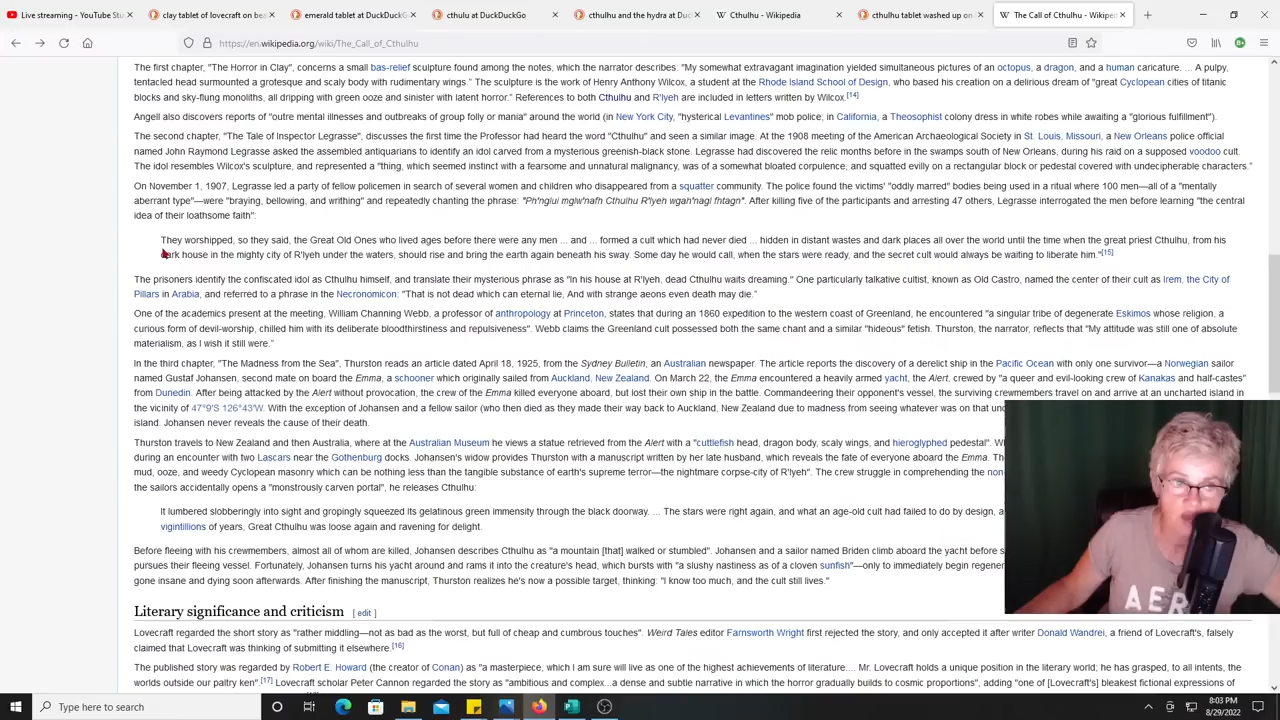 Live streaming - YouTube Stu
clay tablet of lovecraft on bea
emerald tablet at DuckDuckG
cthulu at DuckDuckGo
cthulhu and the hydra at Duc
Cthulhu - Wikipedia
cthulhu tablet washed up on
The Call of Cthulhu - Wikiped
https://en.wikipedia.org/wiki/The_Call_of_Cthulhu
The first chapter, "The Horror in Clay", concerns a small bas-relief sculpture found among the notes, which the narrator describes: "My somewhat extravagant imagination yielded simultaneous pictures of an octopus, a dragon, and a human caricature. ... A pulpy,
tentacled head surmounted a grotesque and scaly body with rudimentary wings." The sculpture is the work of Henry Anthony Wilcox, a student at the Rhode Island School of Design, who based his creation on a delirious dream of "great Cyclopean cities of titanic
blocks and sky-flung monoliths, all dripping with green ooze and sinister with latent horror." References to both Cthulhu and R'lyeh are included in letters written by Wilcox.[14]
Angell also discovers reports of "outre mental illnesses and outbreaks of group folly or mania" around the world (in New York City, "hysterical Levantines" mob police; in California, a Theosophist colony dress in white robes while awaiting a "glorious fulfillment").
The second chapter, "The Tale of Inspector Legrasse", discusses the first time the Professor had heard the word "Cthulhu" and seen a similar image. At the 1908 meeting of the American Archaeological Society in St. Louis, Missouri, a New Orleans police official
named John Raymond Legrasse asked the assembled antiquarians to identify an idol carved from a mysterious greenish-black stone. Legrasse had discovered the relic months before in the swamps south of New Orleans, during his raid on a supposed voodoo cult.
The idol resembles Wilcox's sculpture, and represented a "thing, which seemed instinct with a fearsome and unnatural malignancy, was of a somewhat bloated corpulence, and squatted evilly on a rectangular block or pedestal covered with undecipherable characters."
On November 1, 1907, Legrasse led a party of fellow policemen in search of several women and children who disappeared from a squatter community. The police found the victims' "oddly marred" bodies being used in a ritual where 100 men—all of a "mentally
aberrant type"—were "braying, bellowing, and writhing" and repeatedly chanting the phrase: "Ph'nglui mglw'nafh Cthulhu R'lyeh wgah'nagl fhtagn". After killing five of the participants and arresting 47 others, Legrasse interrogated the men before learning "the central
idea of their loathsome faith":
They worshipped, so they said, the Great Old Ones who lived ages before there were any men ... and ... formed a cult which had never died ... hidden in distant wastes and dark places all over the world until the time when the great priest Cthulhu, from his
dark house in the mighty city of R'lyeh under the waters, should rise and bring the earth again beneath his sway. Some day he would call, when the stars were ready, and the secret cult would always be waiting to liberate him."[15]
The prisoners identify the confiscated idol as Cthulhu himself, and translate their mysterious phrase as "In his house at R'lyeh, dead Cthulhu waits dreaming." One particularly talkative cultist, known as Old Castro, named the center of their cult as Irem, the City of
Pillars in Arabia, and referred to a phrase in the Necronomicon: "That is not dead which can eternal lie, And with strange aeons even death may die."
One of the academics present at the meeting, William Channing Webb, a professor of anthropology at Princeton, states that during an 1860 expedition to the western coast of Greenland, he encountered "a singular tribe of degenerate Eskimos whose religion, a
curious form of devil-worship, chilled him with its deliberate bloodthirstiness and repulsiveness". Webb claims the Greenland cult possessed both the same chant and a similar "hideous" fetish. Thurston, the narrator, reflects that "My attitude was still one of absolute
materialism, as I wish it still were."
In the third chapter, "The Madness from the Sea", Thurston reads an article dated April 18, 1925, from the Sydney Bulletin, an Australian newspaper. The article reports the discovery of a derelict ship in the Pacific Ocean with only one survivor—a Norwegian sailor
named Gustaf Johansen, second mate on board the Emma, a schooner which originally sailed from Auckland, New Zealand. On March 22, the Emma encountered a heavily armed yacht, the Alert, crewed by "a queer and evil-looking crew of Kanakas and half-castes"
from Dunedin. After being attacked by the Alert without provocation, the crew of the Emma killed everyone aboard, but lost their own ship in the battle. Commandeering their opponent's vessel, the surviving crewmembers travel on and arrive at an uncharted island in
the vicinity of 47°9′S 126°43′W. With the exception of Johansen and a fellow sailor (who then died as they made their way back to Auckland, New Zealand due to madness from seeing whatever was on that
island. Johansen never reveals the cause of their death.
Thurston travels to New Zealand and then Australia, where at the Australian Museum he views a statue retrieved from the Alert with a "cuttlefish head, dragon body, scaly wings, and hieroglyphed pedestal".
during an encounter with two Lascars near the Gothenburg docks. Johansen's widow provides Thurston with a manuscript written by her late husband, which reveals the fate of everyone aboard the Emma.
mud, ooze, and weedy Cyclopean masonry which can be nothing less than the tangible substance of earth's supreme terror—the nightmare corpse-city of R'lyeh". The crew struggle in comprehending the
the sailors accidentally opens a "monstrously carven portal", he releases Cthulhu:
It lumbered slobberingly into sight and gropingly squeezed Its gelatinous green immensity through the black doorway. ... The stars were right again, and what an age-old cult had failed to do by design,
vigintillions of years, Great Cthulhu was loose again and ravening for delight.
Before fleeing with his crewmembers, almost all of whom are killed, Johansen describes Cthulhu as "a mountain [that] walked or stumbled". Johansen and a sailor named Briden climb aboard the yacht before
pursues their fleeing vessel. Fortunately, Johansen turns his yacht around and rams it into the creature's head, which bursts with "a slushy nastiness as of a cloven sunfish"—only to immediately begin
gone insane and dying soon afterwards. After finishing the manuscript, Thurston realizes he's now a possible target, thinking: "I know too much, and the cult still lives."
Literary significance and criticism [ edit ]
Lovecraft regarded the short story as "rather middling—not as bad as the worst, but full of cheap and cumbrous touches". Weird Tales editor Farnsworth Wright first rejected the story, and only accepted it after writer Donald Wandrei, a friend of Lovecraft's, falsely
claimed that Lovecraft was thinking of submitting it elsewhere.[16]
The published story was regarded by Robert E. Howard (the creator of Conan) as "a masterpiece, which I am sure will live as one of the highest achievements of literature.... Mr. Lovecraft holds a unique position in the literary world; he has grasped, to all intents, the
worlds outside our paltry ken".[17] Lovecraft scholar Peter Cannon regarded the story as "ambitious and complex...a dense and subtle narrative in which the horror gradually builds to cosmic proportions", adding "one of [Lovecraft's] bleakest fictional expressions of
AER
Type here to search
8:03 PM
8/29/2022